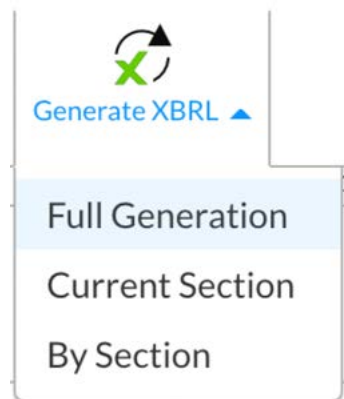 Generate XBRL
Full Generation
Current Section
By Section